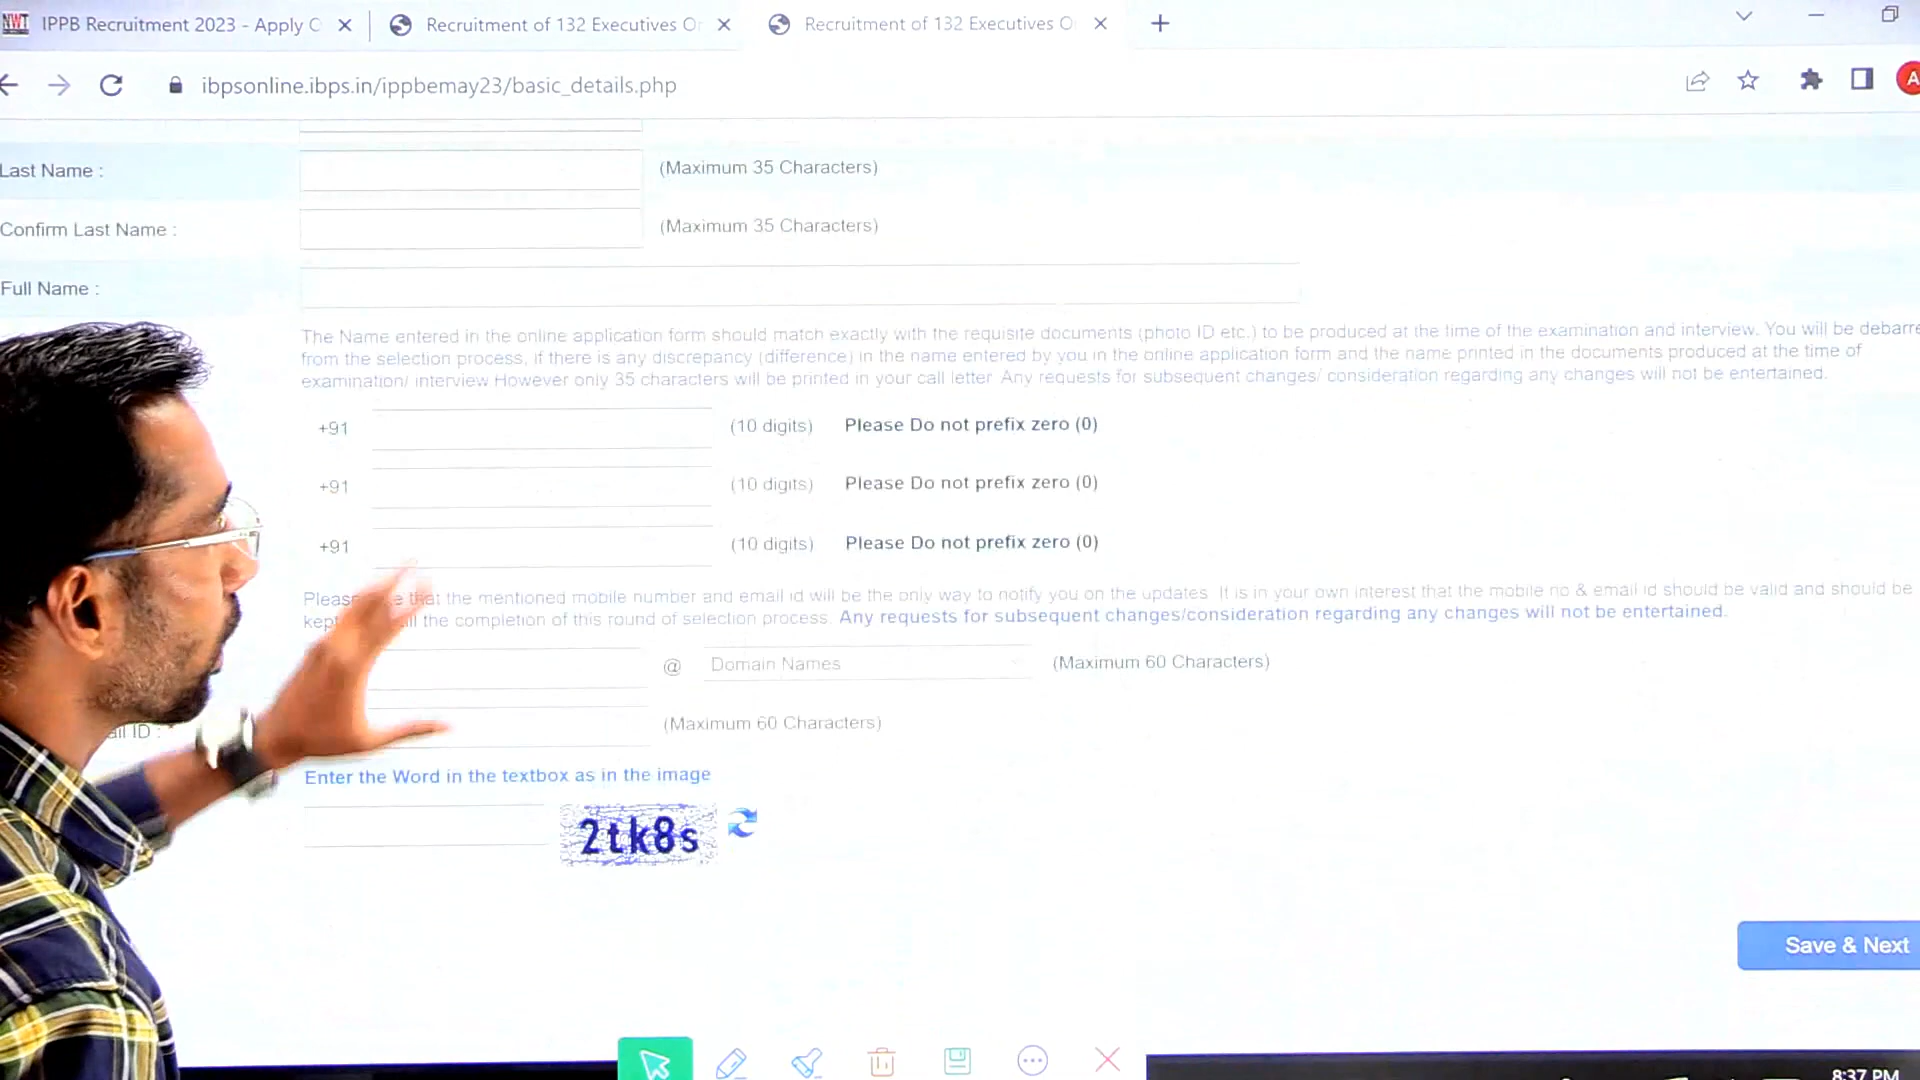 NWT IPPB Recruitment 2023 - Apply O
Recruitment of 132 Executives O
Recruitment of 132 Executives O
ibpsonline.ibps.in/ippbemay23/basic_details.php
A
Last Name :
(Maximum 35 Characters)
Confirm Last Name :
(Maximum 35 Characters)
Full Name :
The Name entered in the online application form should match exactly with the requisite documents (photo ID etc.) to be produced at the time of the examination and interview. You will be debarre
from the selection process, if there is any discrepancy (difference) in the name entered by you in the online application form and the name printed in the documents produced at the time of
examination/ interview However only 35 characters will be printed in your call letter. Any requests for subsequent changes/ consideration regarding any changes will not be entertained.
+91 (10 digits) Please Do not prefix zero (0)
+91 (10 digits) Please Do not prefix zero (0)
+91 (10 digits) Please Do not prefix zero (0)
Pleas e that the mentioned mobile number and email id will be the only way to notify you on the updates. It is in your own interest that the mobile no & email id should be valid and should be
kept ll the completion of this round of selection process. Any requests for subsequent changes/consideration regarding any changes will not be entertained.
@ Domain Names (Maximum 60 Characters)
ail ID : (Maximum 60 Characters)
Enter the Word in the textbox as in the image
2tk8s
Save & Next
8:37 PM